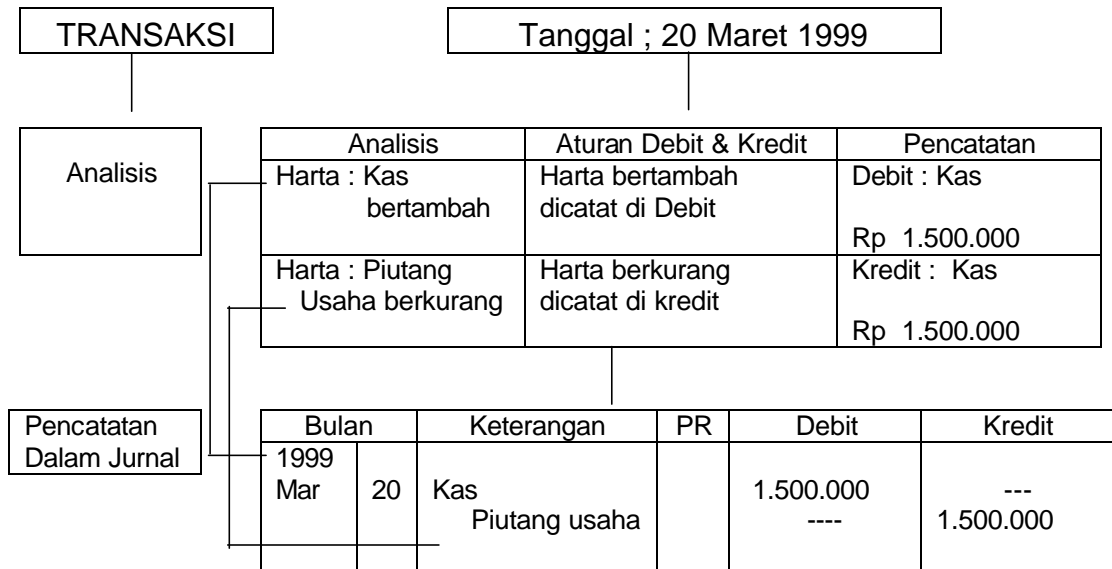 TRANSAKSI
Tanggal ; 20 Maret 1999
Analisis
Analisis Aturan Debit & Kredit Pencatatan
Harta : Kas Harta bertambah Debit : Kas
bertambah dicatat di Debit
Rp 1.500.000
Harta : Piutang Harta berkurang Kredit : Kas
Usaha berkurang dicatat di kredit
Rp 1.500.000
Pencatatan
Dalam Jurnal
Bulan Keterangan PR Debit Kredit
1999
Mar 20 Kas 1.500.000 ---
Piutang usaha ---- 1.500.000